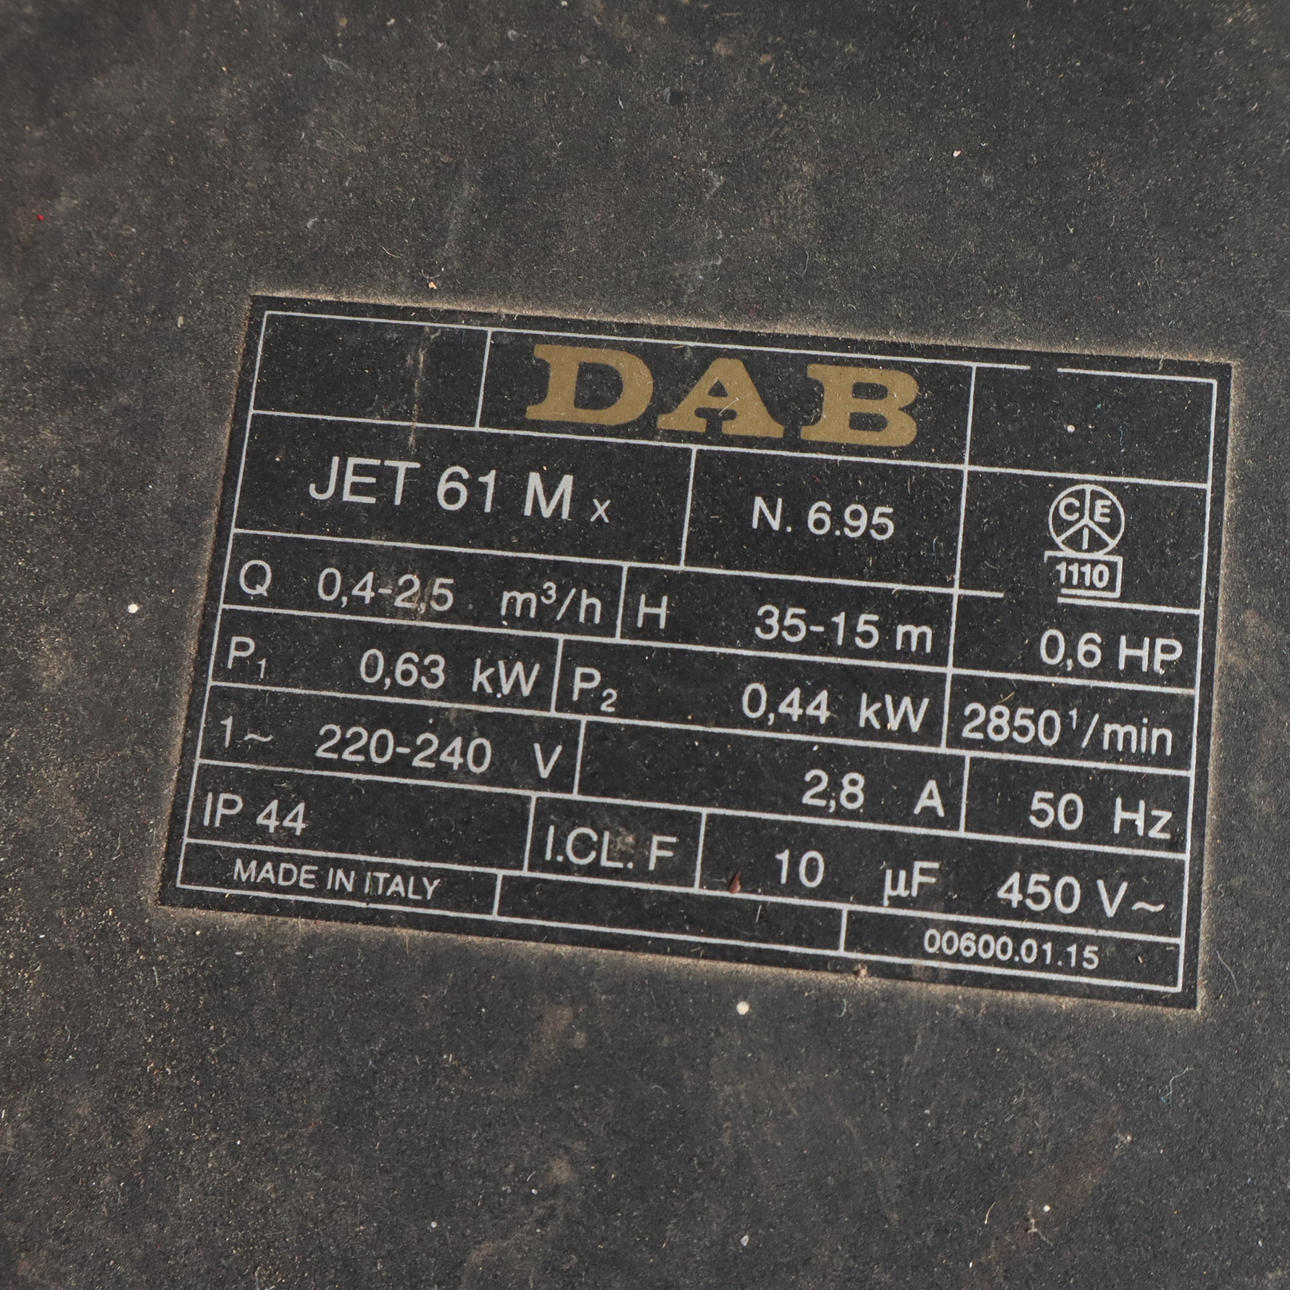 DAB
JET 61 M x N. 6.95 CE
1110
Q 0,4-2,5 m³/h H 35-15 m 0,6 HP
P₁ 0,63 kW P₂ 0,44 kW 2850 ¹/min
1~ 220-240 V 2,8 A 50 Hz
IP 44 I.CL. F 10 µF 450 V~
MADE IN ITALY 00600.01.15